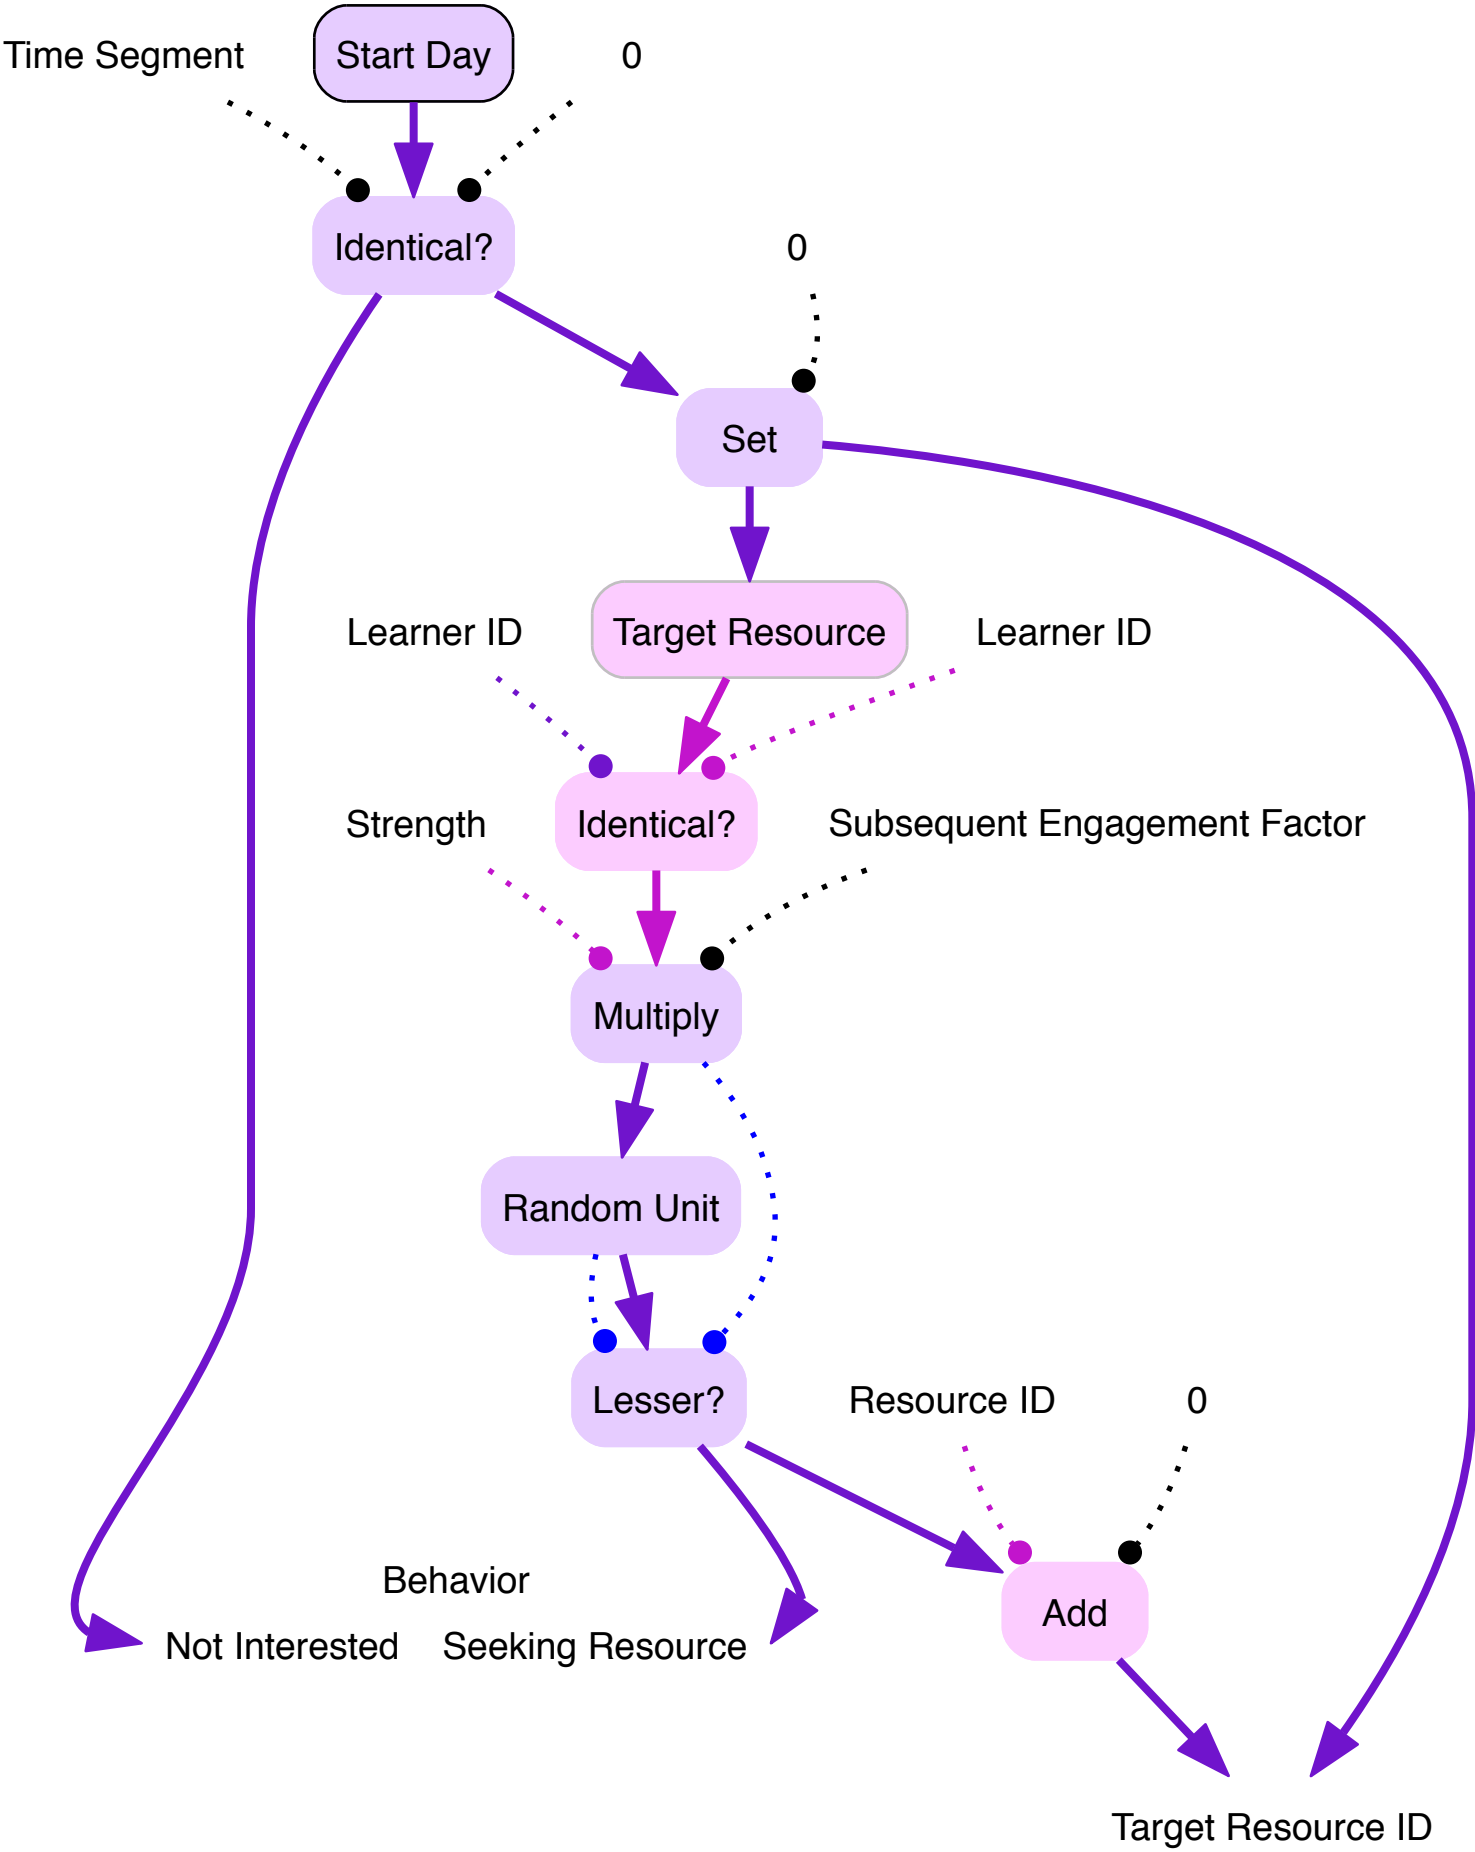 Time Segment
Start Day
0
Identical?
0
Set
Learner ID
Target Resource
Learner ID
Strength
Identical?
Subsequent Engagement Factor
Multiply
Random Unit
Lesser?
Resource ID
0
Behavior
Add
Not Interested
Seeking Resource
Target Resource ID